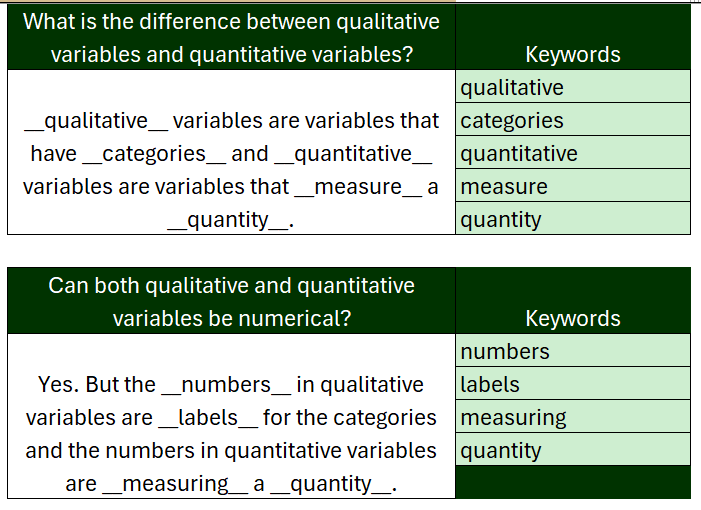 What is the difference between qualitative
variables and quantitative variables?
Keywords
__qualitative__ variables are variables that
have __categories__ and __quantitative__
variables are variables that __measure__ a
__quantity__.
qualitative
categories
quantitative
measure
quantity
Can both qualitative and quantitative
variables be numerical?
Keywords
Yes. But the __numbers__ in qualitative
variables are __labels__ for the categories
and the numbers in quantitative variables
are __measuring__ a __quantity__.
numbers
labels
measuring
quantity